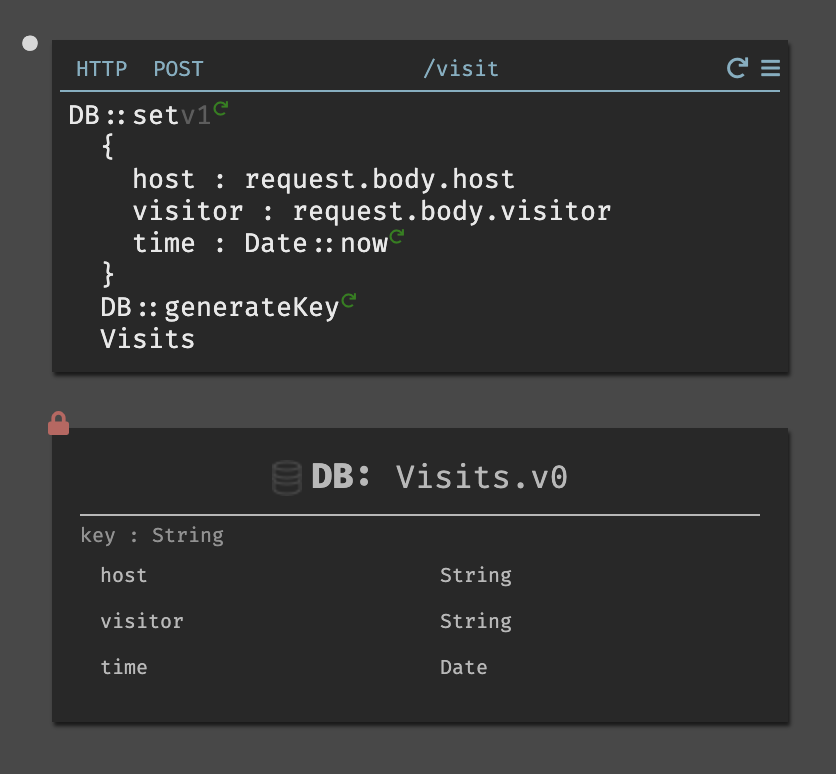 HTTP POST /visit
DB::setv1
{
host : request.body.host
visitor : request.body.visitor
time : Date::now
}
DB::generateKey
Visits
DB: Visits.v0
key : String
host String
visitor String
time Date